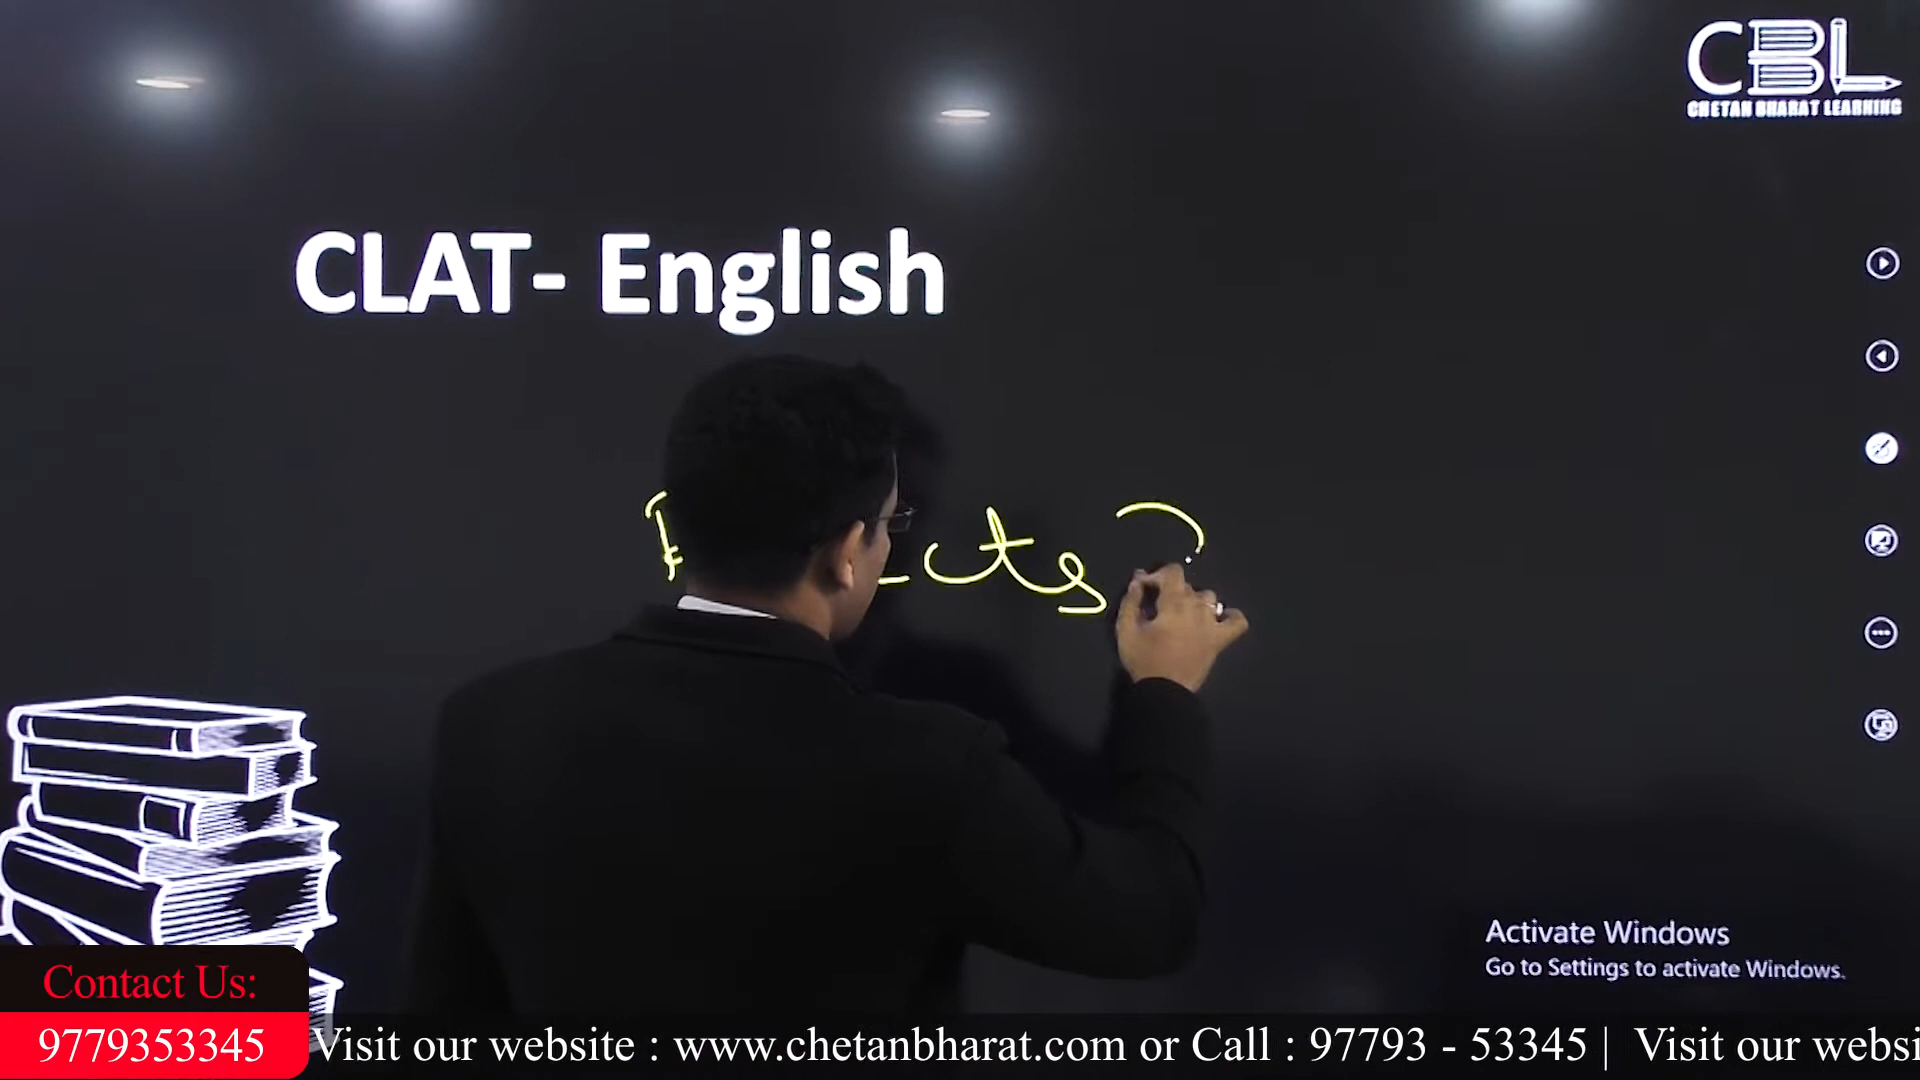 CBL
CHETAN BHARAT LEARNING
CLAT- English
Activate Windows
Go to Settings to activate Windows.
Contact Us:
9779353345
Visit our website : www.chetanbharat.com or Call : 97793 - 53345 | Visit our websi